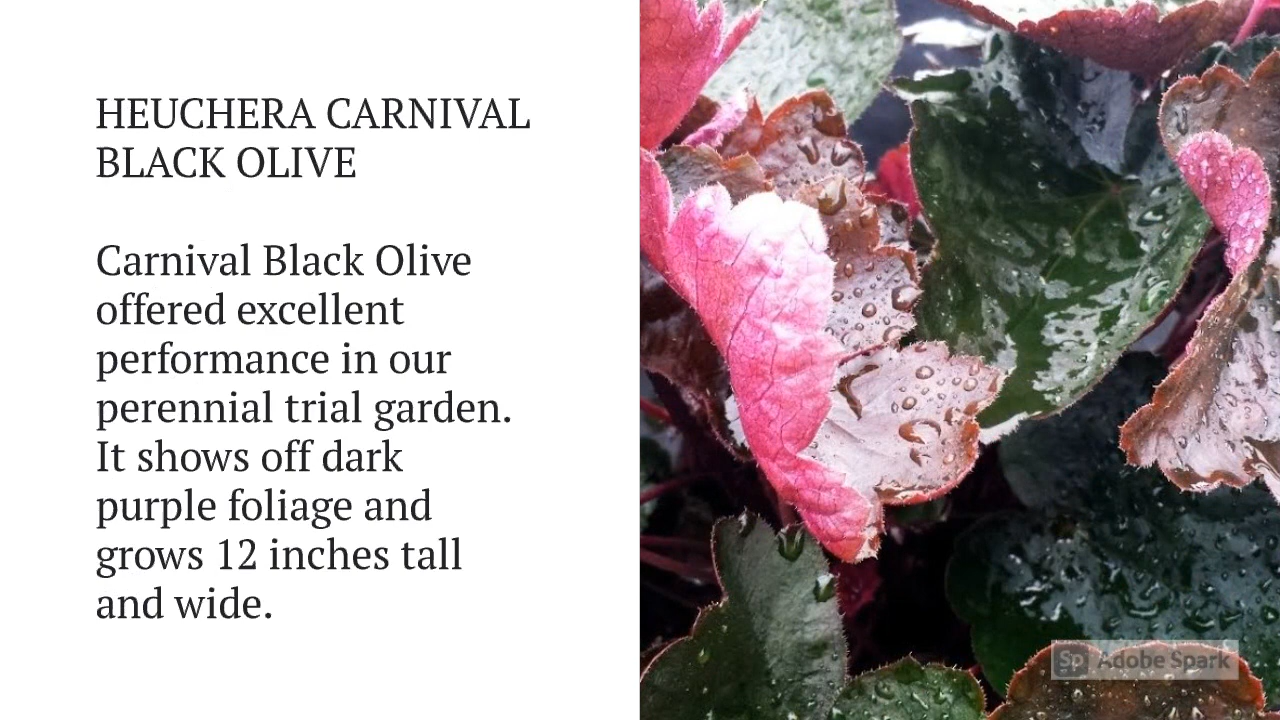 HEUCHERA CARNIVAL
BLACK OLIVE
Carnival Black Olive
offered excellent
performance in our
perennial trial garden.
It shows off dark
purple foliage and
grows 12 inches tall
and wide.
Sp Adobe Spark